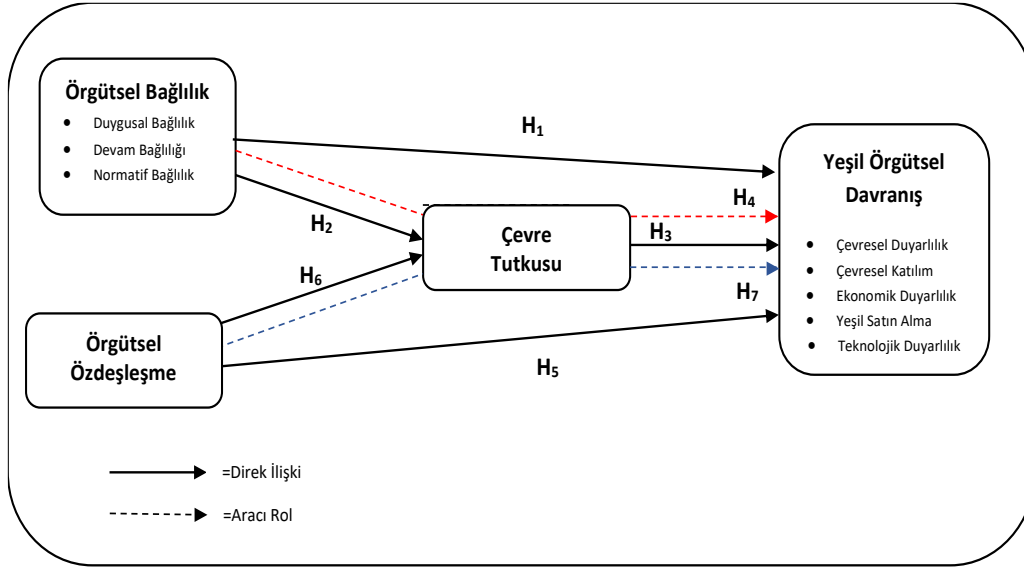 Örgütsel Bağlılık
• Duygusal Bağlılık
• Devam Bağlılığı
• Normatif Bağlılık
H1
Yeşil Örgütsel
Davranış
• Çevresel Duyarlılık
• Çevresel Katılım
• Ekonomik Duyarlılık
• Yeşil Satın Alma
• Teknolojik Duyarlılık
H2
Çevre
Tutkusu
H4
H3
H6
H7
Örgütsel
Özdeşleşme
H5
=Direk İlişki
=Aracı Rol